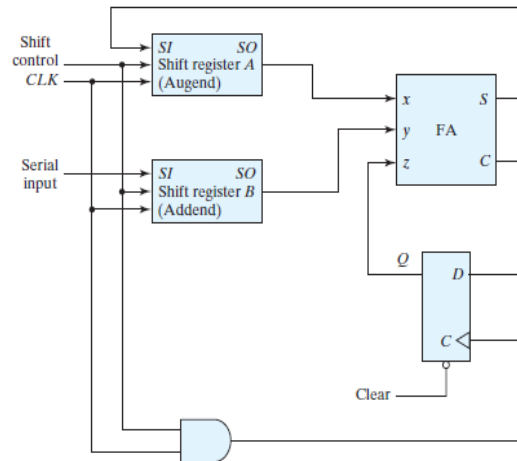 Shift
control
CLK
SI SO
Shift register A
(Augend)
x S
y FA
z C
Serial
input
SI SO
Shift register B
(Addend)
Q
D
C
Clear